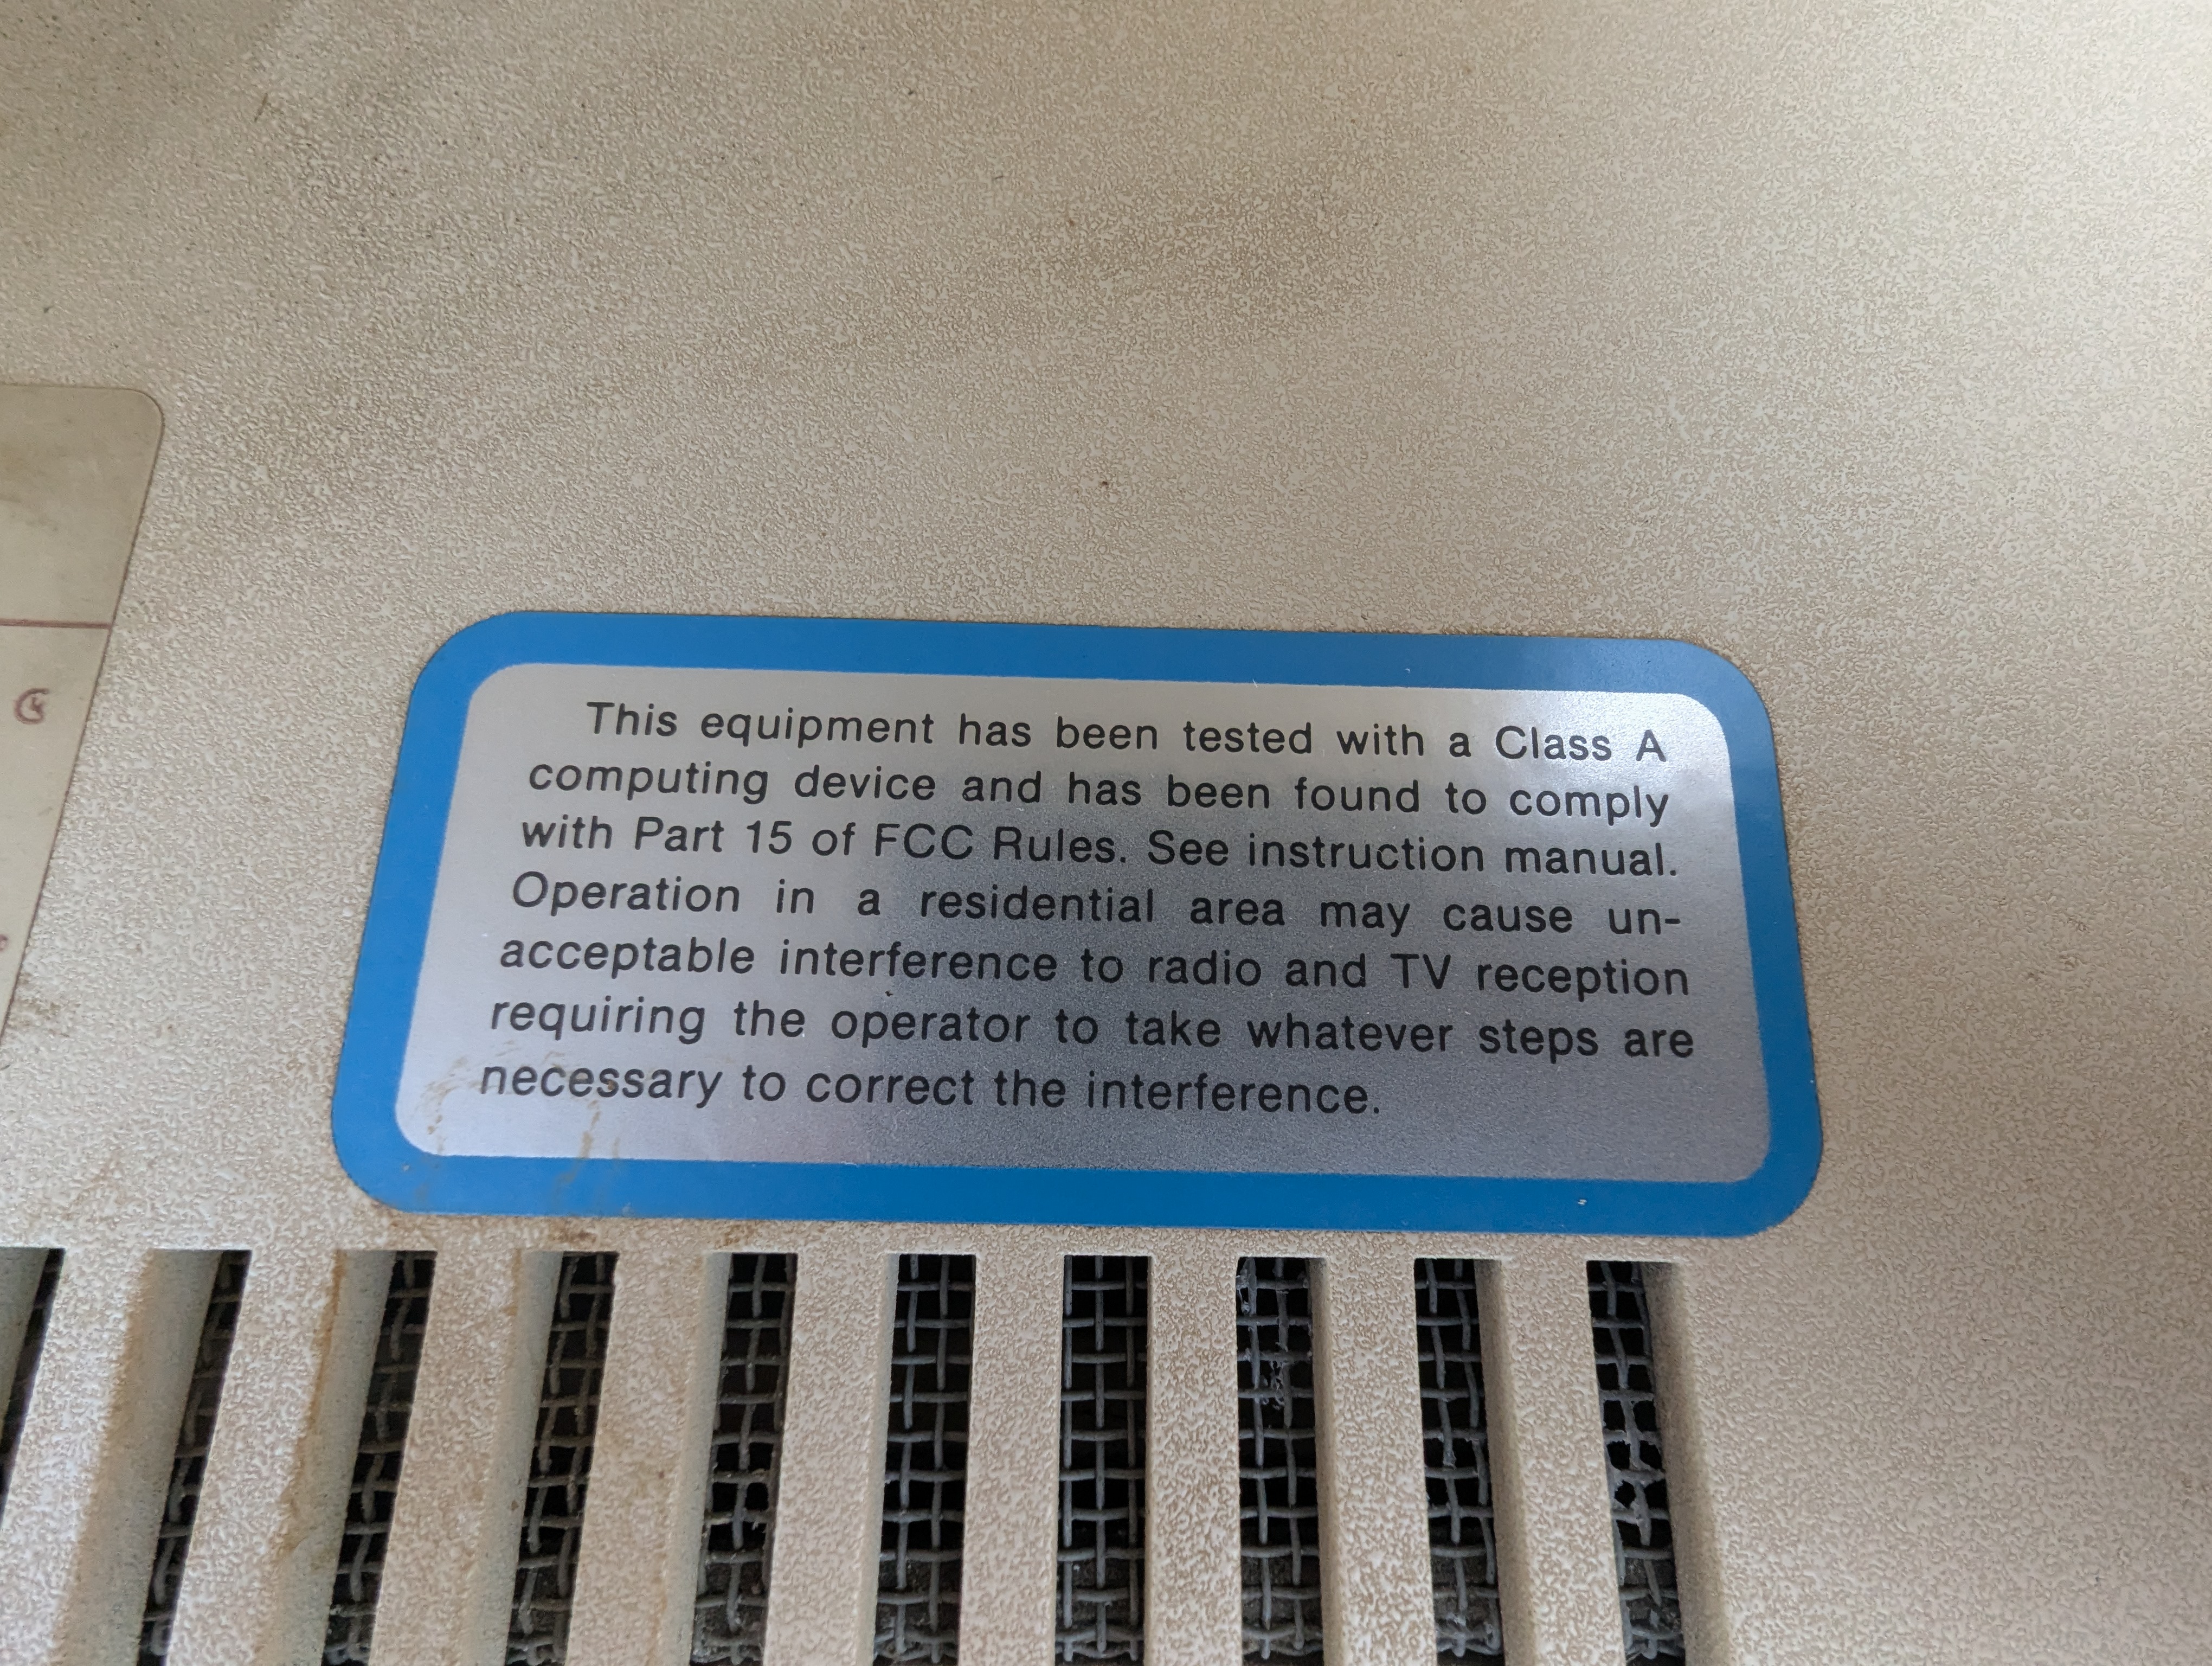 This equipment has been tested with a Class A
computing device and has been found to comply
with Part 15 of FCC Rules. See instruction manual.
Operation in a residential area may cause un-
acceptable interference to radio and TV reception
requiring the operator to take whatever steps are
necessary to correct the interference.